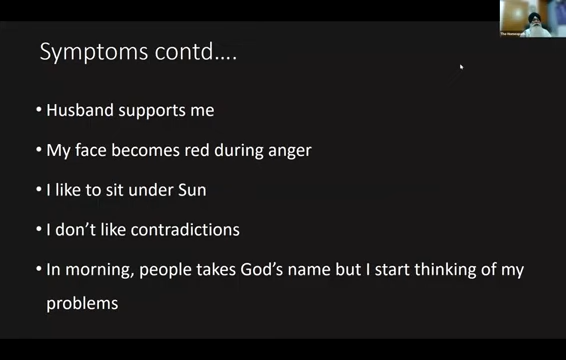 Symptoms contd....
• Husband supports me
• My face becomes red during anger
• I like to sit under Sun
• I don't like contradictions
• In morning, people takes God's name but I start thinking of my
problems